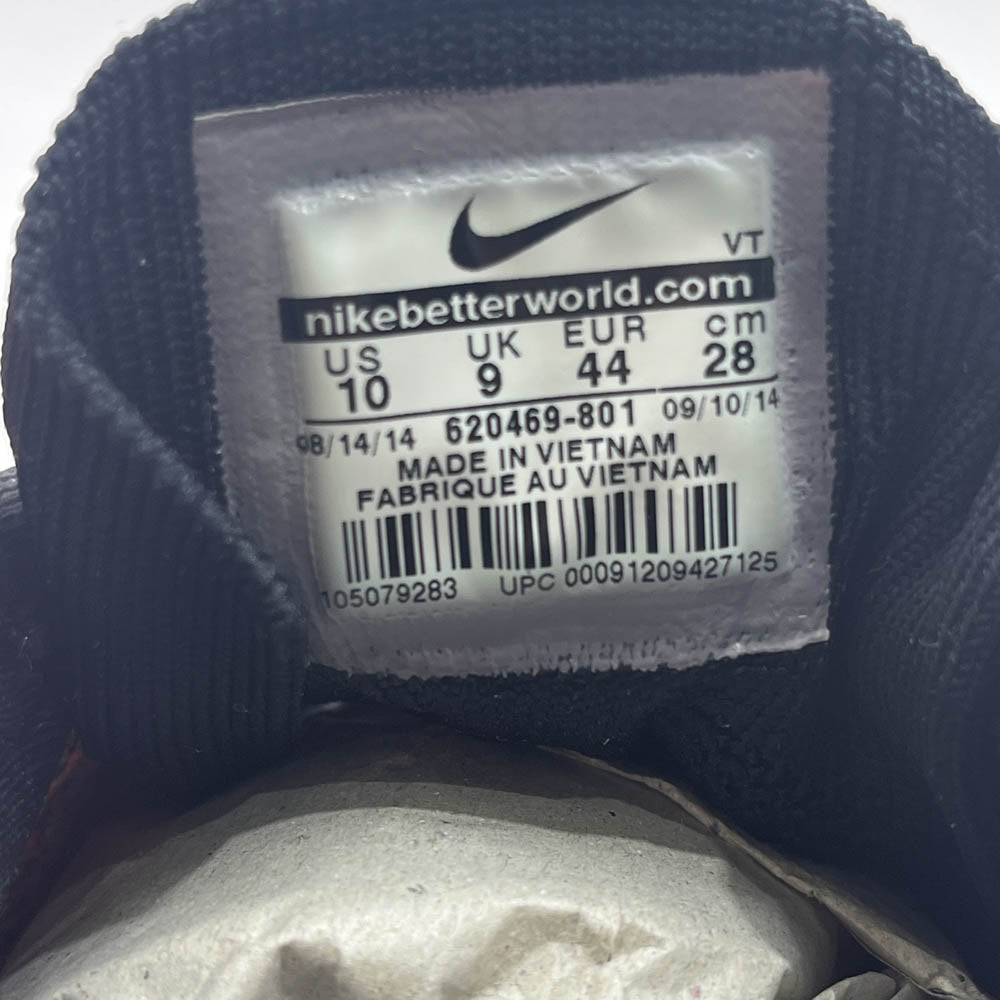 VT
nikebetterworld.com
US UK EUR cm
10 9 44 28
08/14/14 620469-801 09/10/14
MADE IN VIETNAM
FABRIQUE AU VIETNAM
105079283 UPC 00091209427125